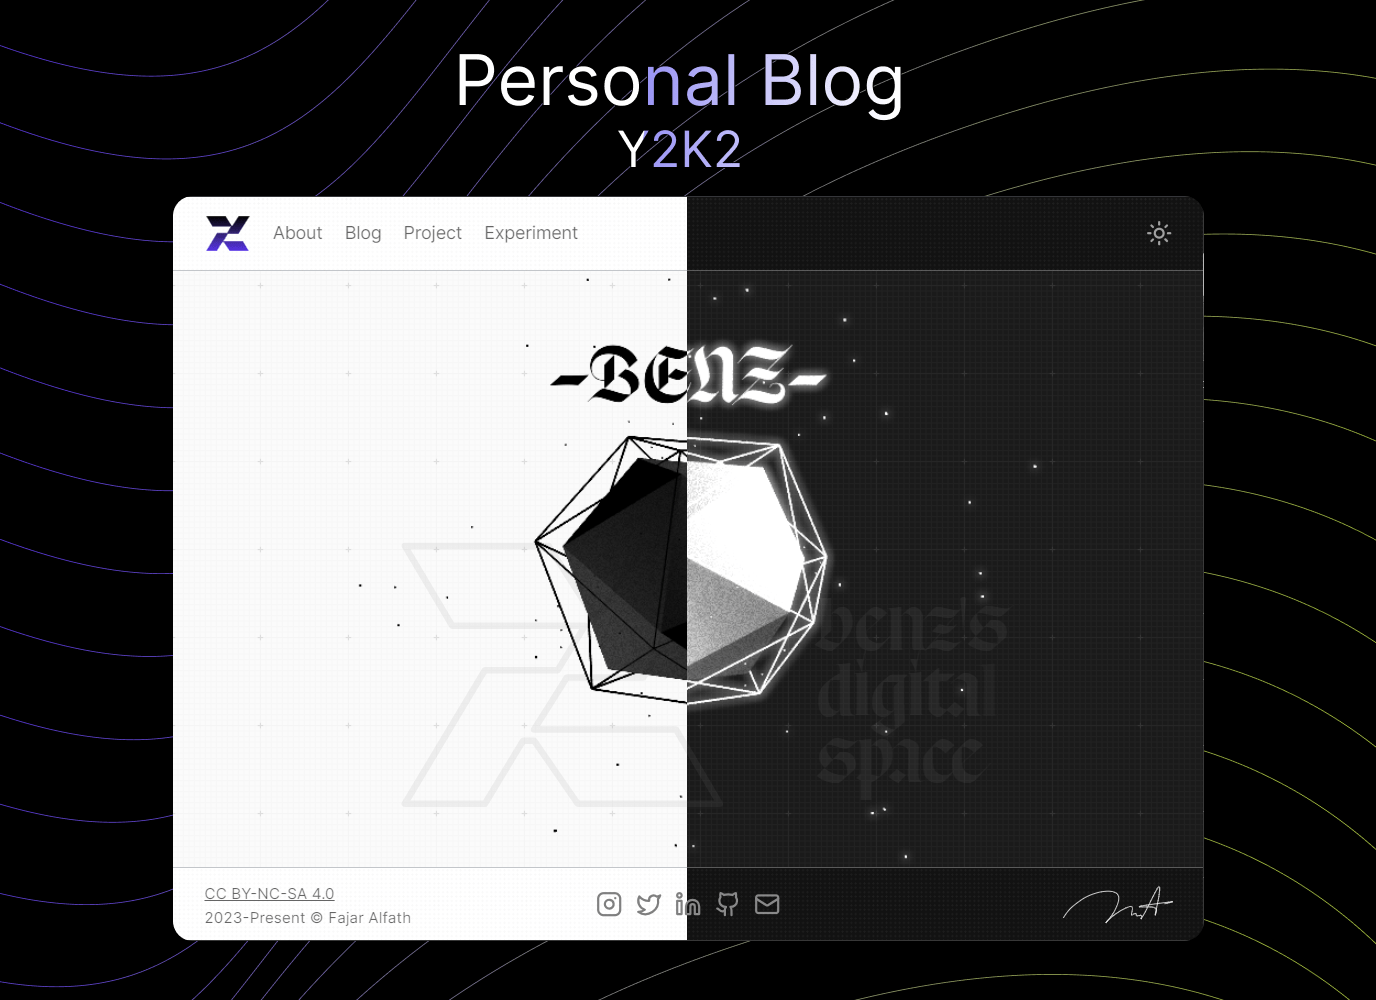 Personal Blog
Y2K2
About Blog Project Experiment
-BENZ-
benz's
digital
space
CC BY-NC-SA 4.0
2023-Present © Fajar Alfath